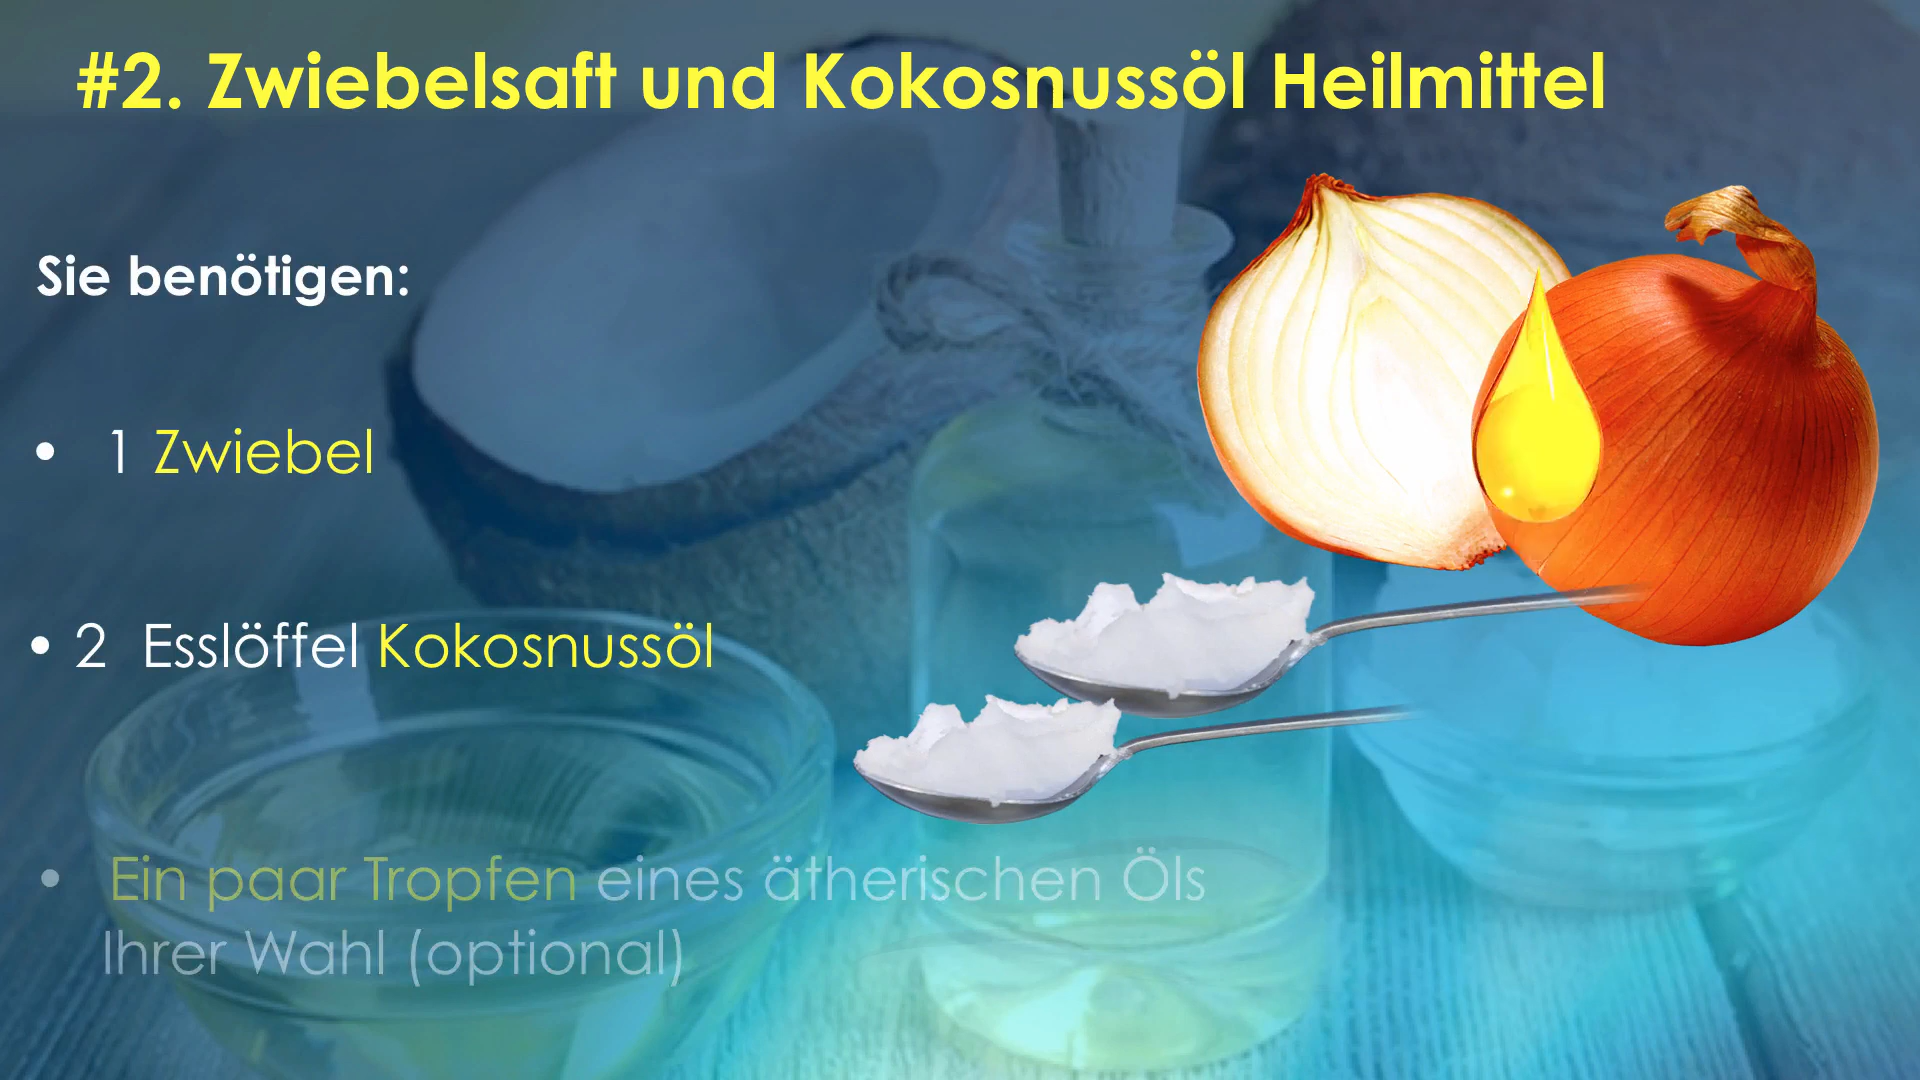 #2. Zwiebelsaft und Kokosnussöl Heilmittel
Sie benötigen:
• 1 Zwiebel
• 2 Esslöffel Kokosnussöl
• Ein paar Tropfen eines ätherischen Öls
Ihrer Wahl (optional)